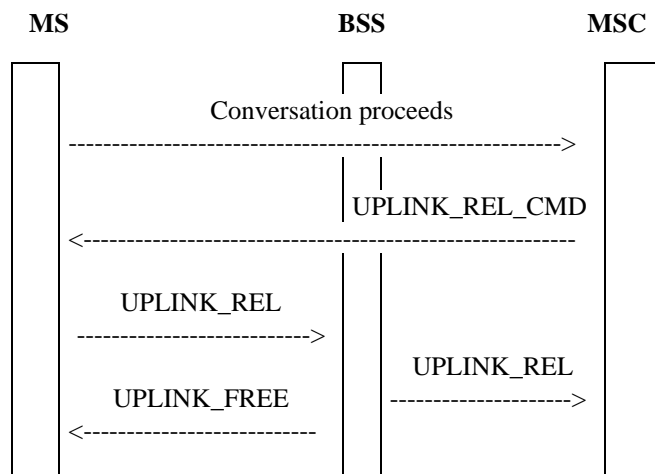 MS BSS MSC
Conversation proceeds
----------------------------------------------------------->
UPLINK_REL_CMD
<-----------------------------------------------------------
UPLINK_REL
---------------------------->
UPLINK_REL
UPLINK_FREE
---------------------->
<----------------------------